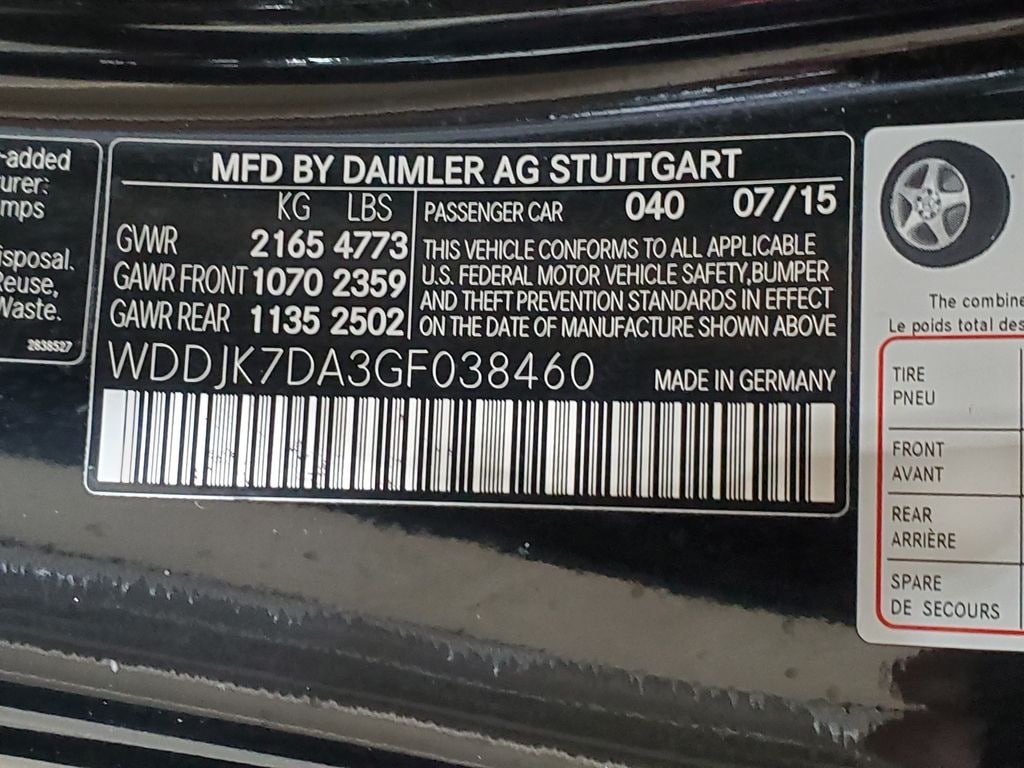 -added
urer:
mps
isposal.
Reuse,
Waste.
2838527
MFD BY DAIMLER AG STUTTGART
KG LBS
GVWR 2165 4773
GAWR FRONT 1070 2359
GAWR REAR 1135 2502
PASSENGER CAR 040 07/15
THIS VEHICLE CONFORMS TO ALL APPLICABLE
U.S. FEDERAL MOTOR VEHICLE SAFETY,BUMPER
AND THEFT PREVENTION STANDARDS IN EFFECT
ON THE DATE OF MANUFACTURE SHOWN ABOVE
WDDJK7DA3GF038460 MADE IN GERMANY
The combine
Le poids total des
TIRE
PNEU
FRONT
AVANT
REAR
ARRIÈRE
SPARE
DE SECOURS